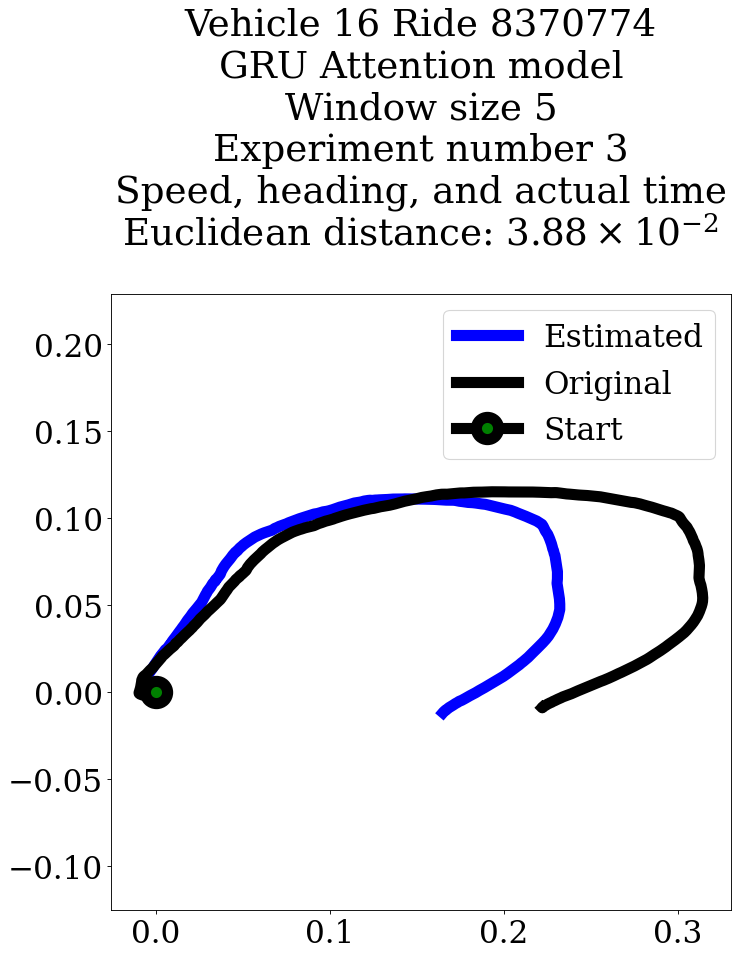 Vehicle 16 Ride 8370774
GRU Attention model
Window size 5
Experiment number 3
Speed, heading, and actual time
Euclidean distance: 3.88 × 10⁻²
Estimated
Original
Start
0.20
0.15
0.10
0.05
0.00
−0.05
−0.10
0.0 0.1 0.2 0.3